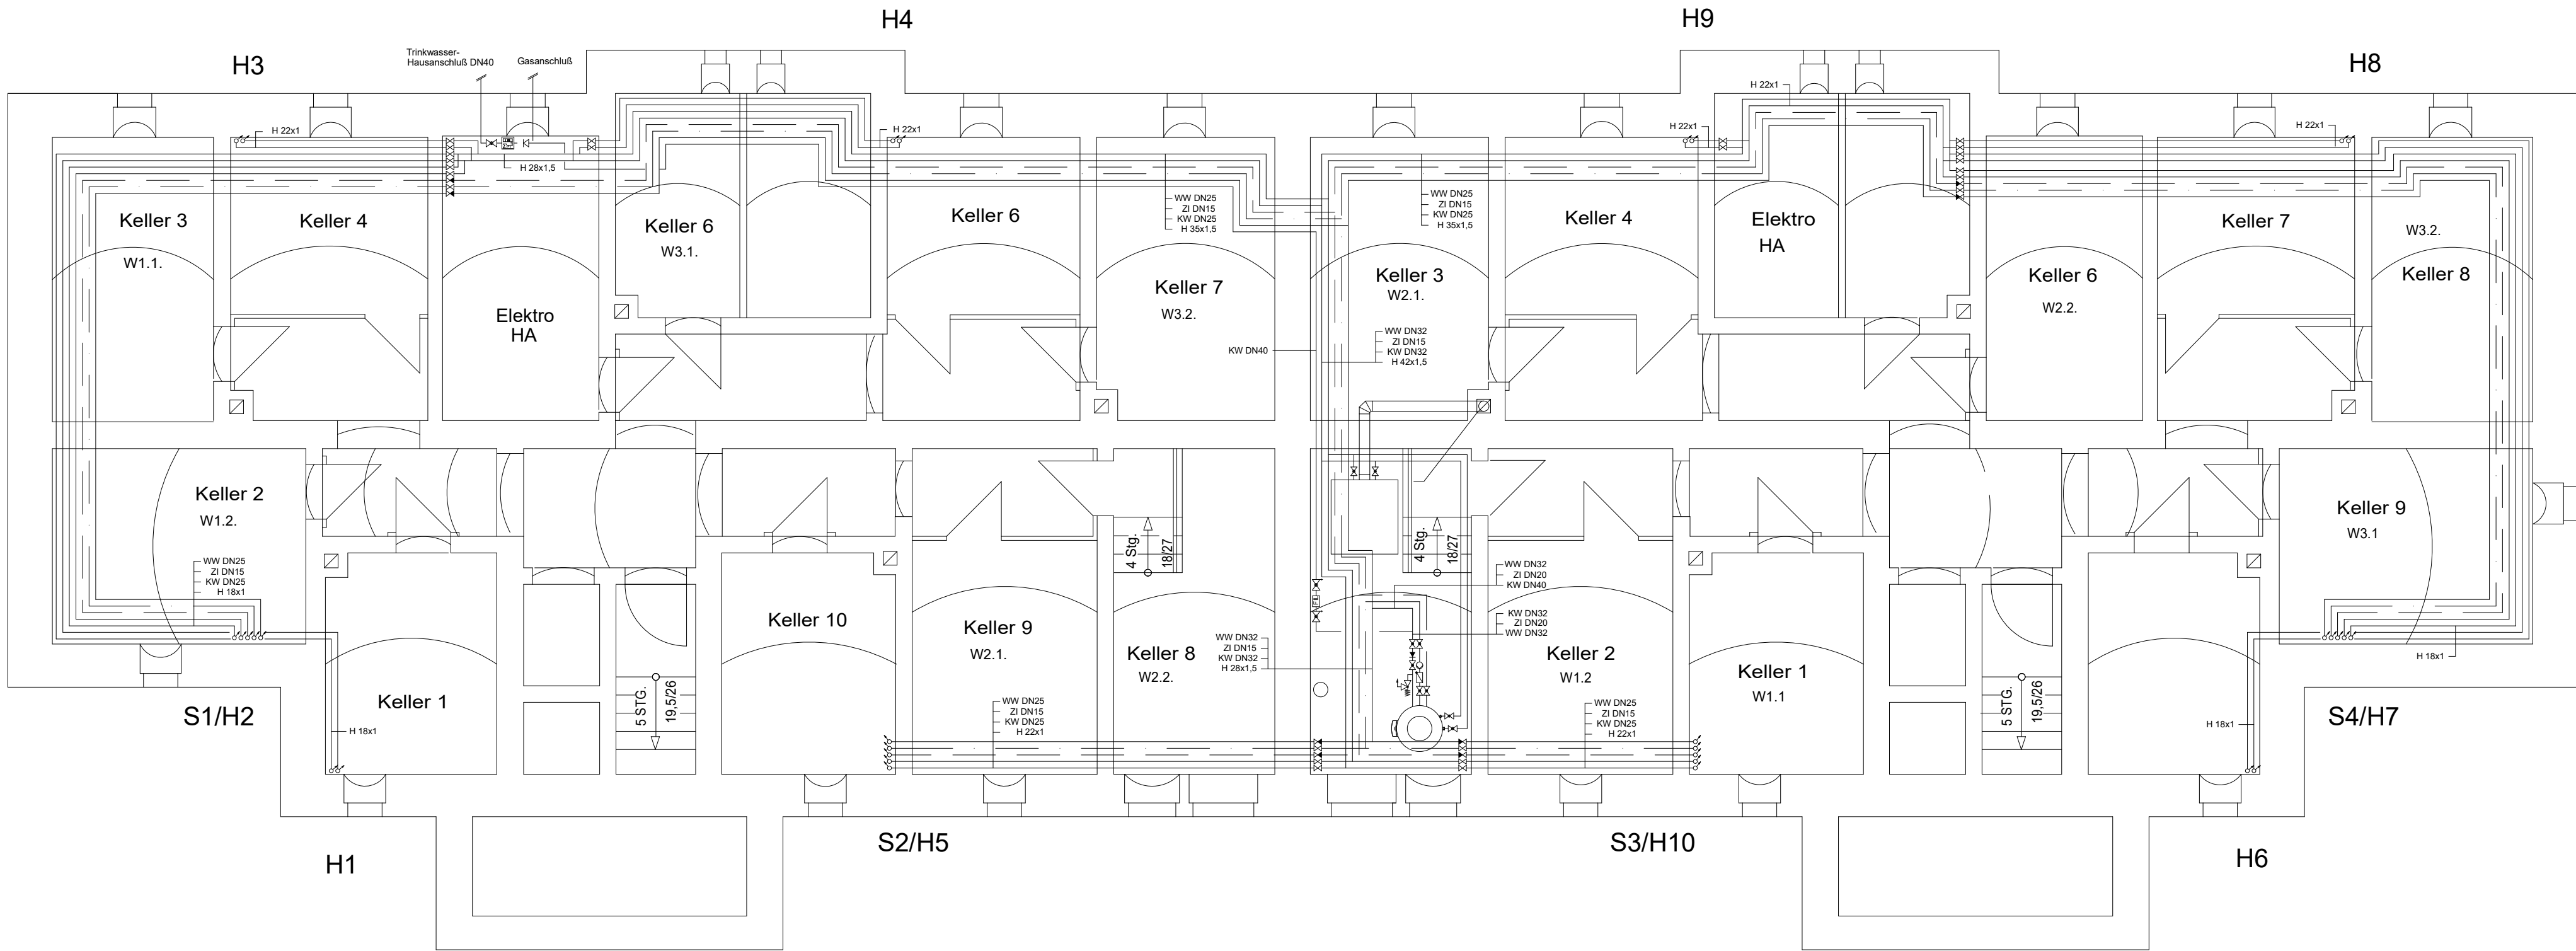 H4
H9
H3
H8
Trinkwasser-
Hausanschluß DN40
Gasanschluß
H 22x1
H 28x1,5
H 22x1
H 22x1
H 22x1
H 22x1
Keller 3
W1.1.
Keller 4
Elektro
HA
Keller 6
W3.1.
Keller 6
WW DN25
ZI DN15
KW DN25
H 35x1,5
Keller 7
W3.2.
WW DN25
ZI DN15
KW DN25
H 35x1,5
Keller 3
W2.1.
Keller 4
Elektro
HA
Keller 6
W2.2.
Keller 7
W3.2.
Keller 8
KW DN40
WW DN32
ZI DN15
KW DN32
H 42x1,5
Keller 2
W1.2.
WW DN25
ZI DN15
KW DN25
H 18x1
Keller 1
H 18x1
5 STG.
19,5/26
Keller 10
Keller 9
W2.1.
WW DN25
ZI DN15
KW DN25
H 22x1
4 Stg.
18/27
Keller 8
W2.2.
WW DN32
ZI DN15
KW DN32
H 28x1,5
4 Stg.
18/27
WW DN32
ZI DN20
KW DN40
KW DN32
ZI DN20
WW DN32
Keller 2
W1.2
WW DN25
ZI DN15
KW DN25
H 22x1
Keller 1
W1.1
5 STG.
19,5/26
Keller 9
W3.1
H 18x1
H 18x1
S1/H2
S4/H7
H1
S2/H5
S3/H10
H6